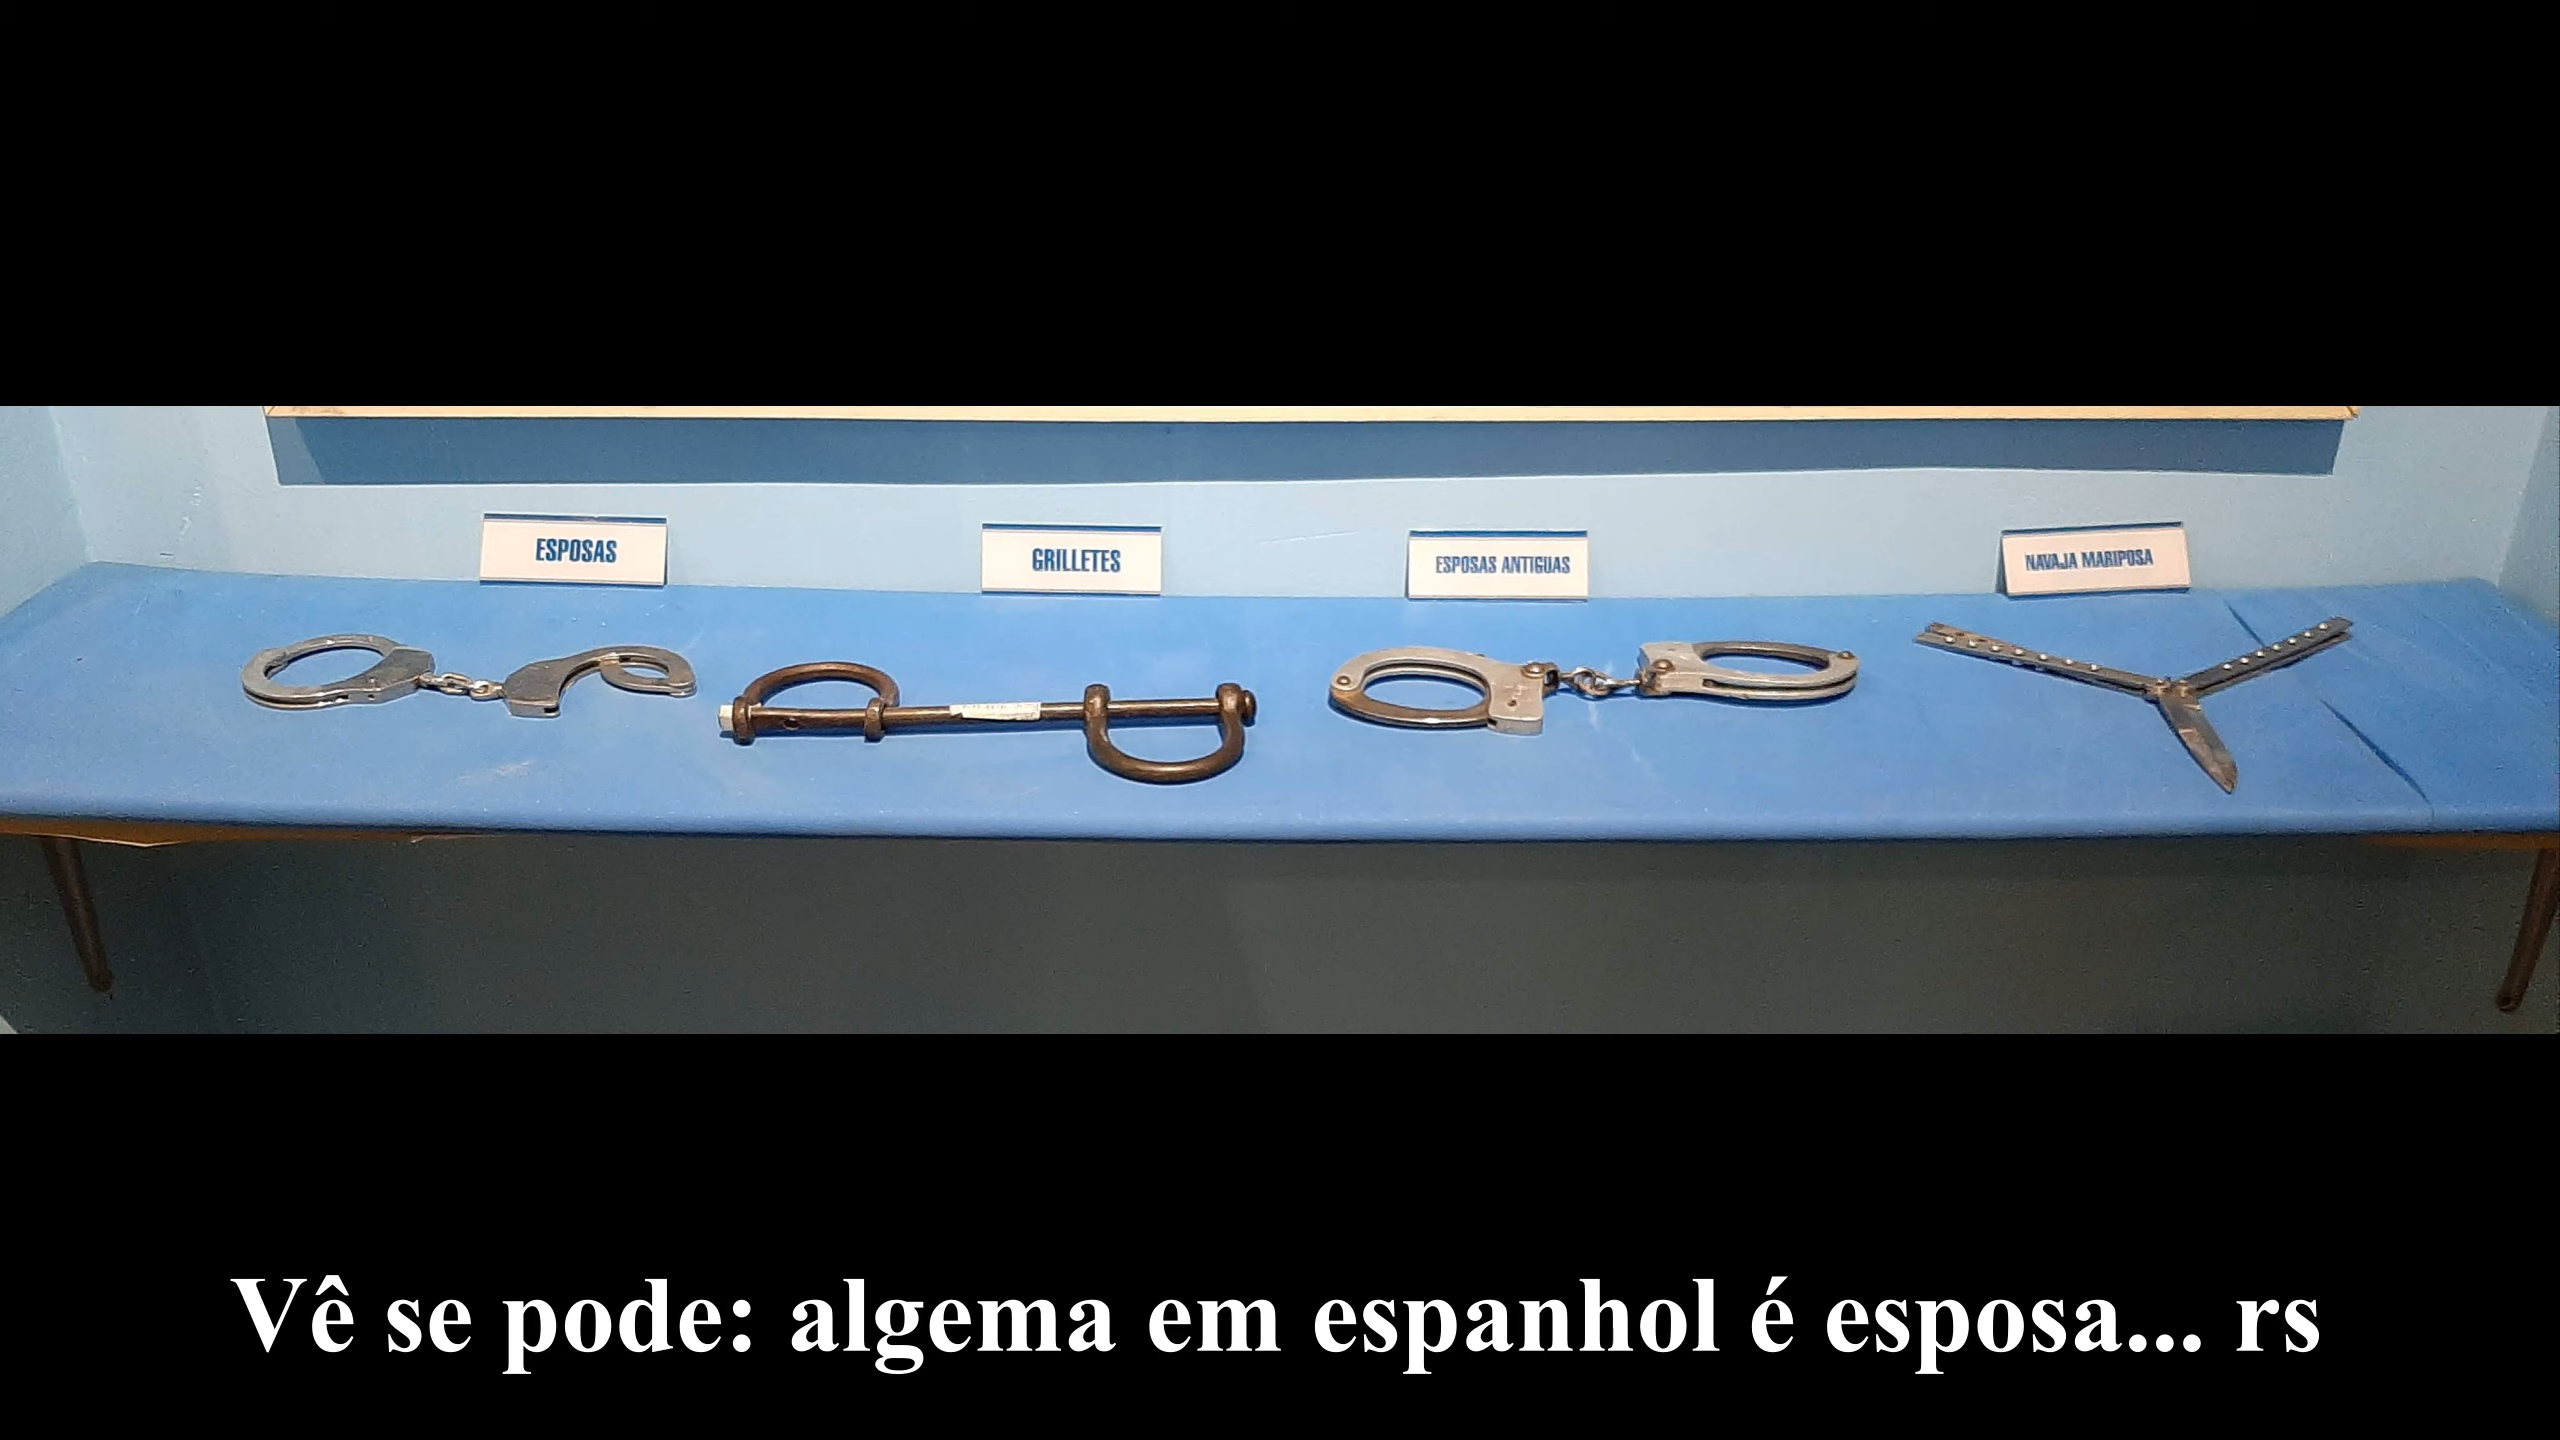 ESPOSAS
GRILLETES
ESPOSAS ANTIGUAS
NAVAJA MARIPOSA
Vê se pode: algema em espanhol é esposa... rs